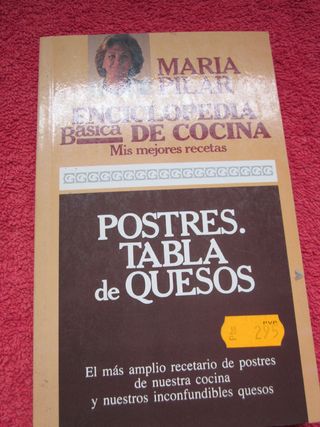 MARIA
PILAR
ENCICLOPEDIA
Básica DE COCINA
Mis mejores recetas
POSTRES.
TABLA
de QUESOS
295
El más amplio recetario de postres
de nuestra cocina
y nuestros inconfundibles quesos